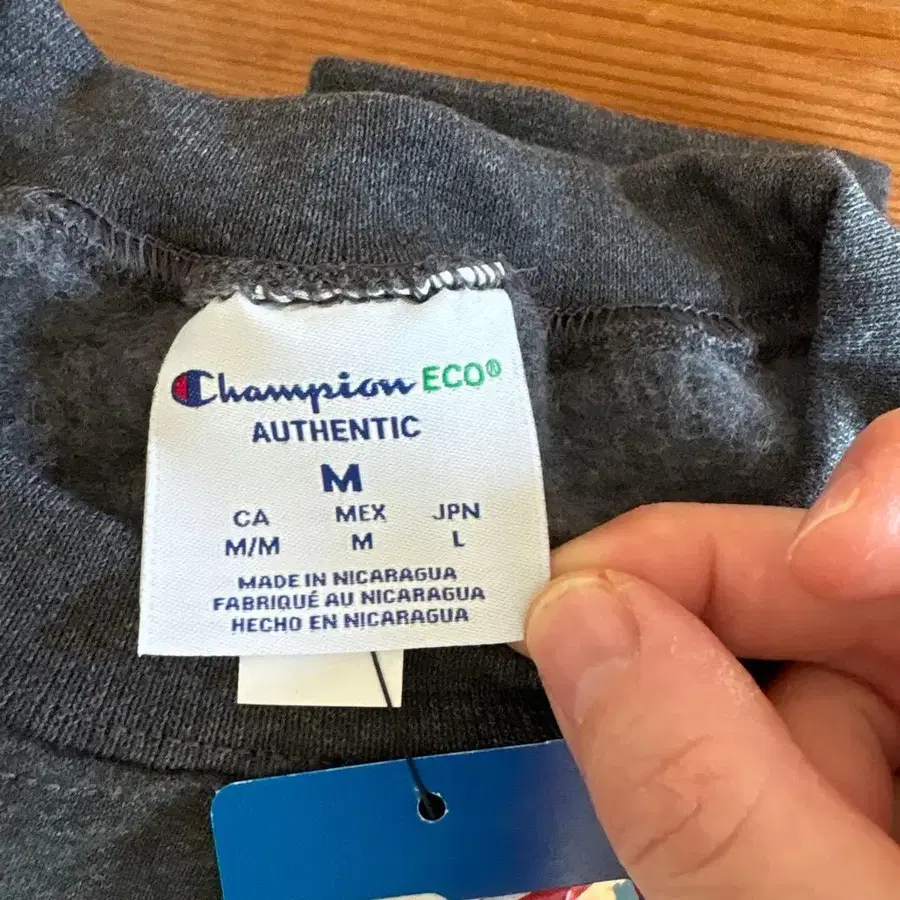 Champion ECO®
AUTHENTIC
M
CA MEX JPN
M/M M L
MADE IN NICARAGUA
FABRIQUÉ AU NICARAGUA
HECHO EN NICARAGUA